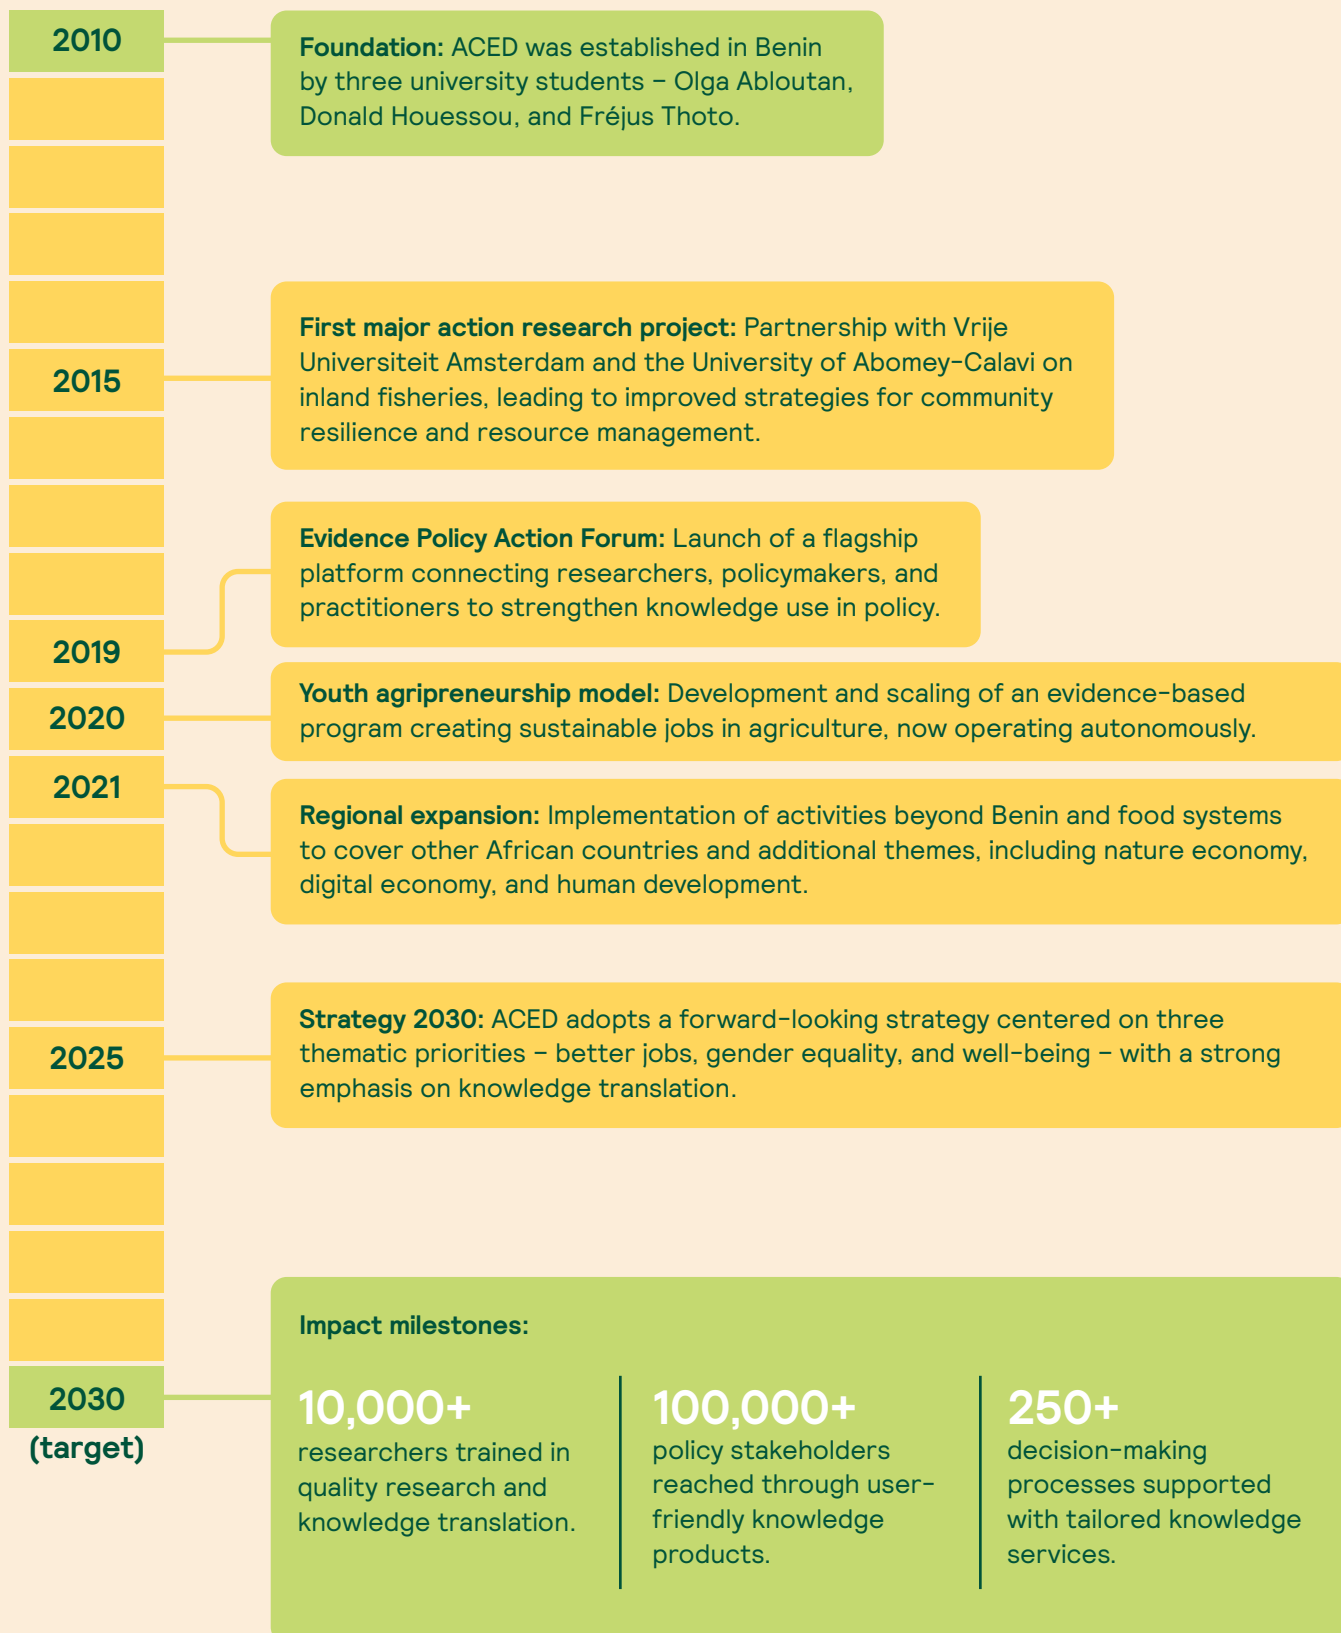 2010
Foundation: ACED was established in Benin
by three university students – Olga Abloutan,
Donald Houessou, and Fréjus Thoto.
2015
First major action research project: Partnership with Vrije
Universiteit Amsterdam and the University of Abomey-Calavi on
inland fisheries, leading to improved strategies for community
resilience and resource management.
2019
Evidence Policy Action Forum: Launch of a flagship
platform connecting researchers, policymakers, and
practitioners to strengthen knowledge use in policy.
2020
Youth agripreneurship model: Development and scaling of an evidence-based
program creating sustainable jobs in agriculture, now operating autonomously.
2021
Regional expansion: Implementation of activities beyond Benin and food systems
to cover other African countries and additional themes, including nature economy,
digital economy, and human development.
2025
Strategy 2030: ACED adopts a forward-looking strategy centered on three
thematic priorities – better jobs, gender equality, and well-being – with a strong
emphasis on knowledge translation.
2030
(target)
Impact milestones:
10,000+
researchers trained in
quality research and
knowledge translation.
100,000+
policy stakeholders
reached through user-
friendly knowledge
products.
250+
decision-making
processes supported
with tailored knowledge
services.